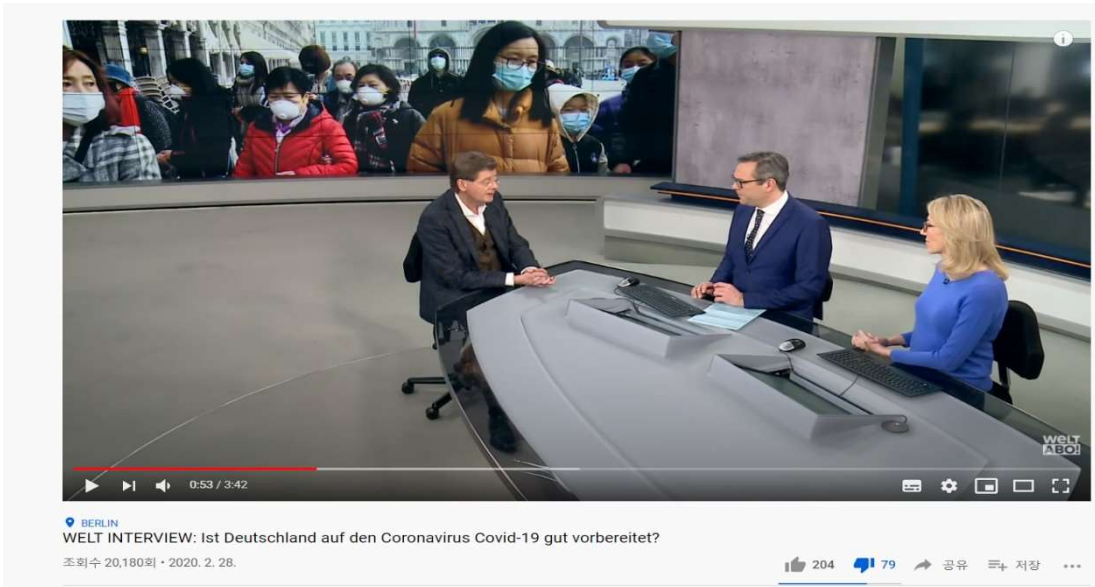 WELT
ABO!
0:53 / 3:42
BERLIN
WELT INTERVIEW: Ist Deutschland auf den Coronavirus Covid-19 gut vorbereitet?
조회수 20,180회 • 2020. 2. 28.
204 79 공유 저장